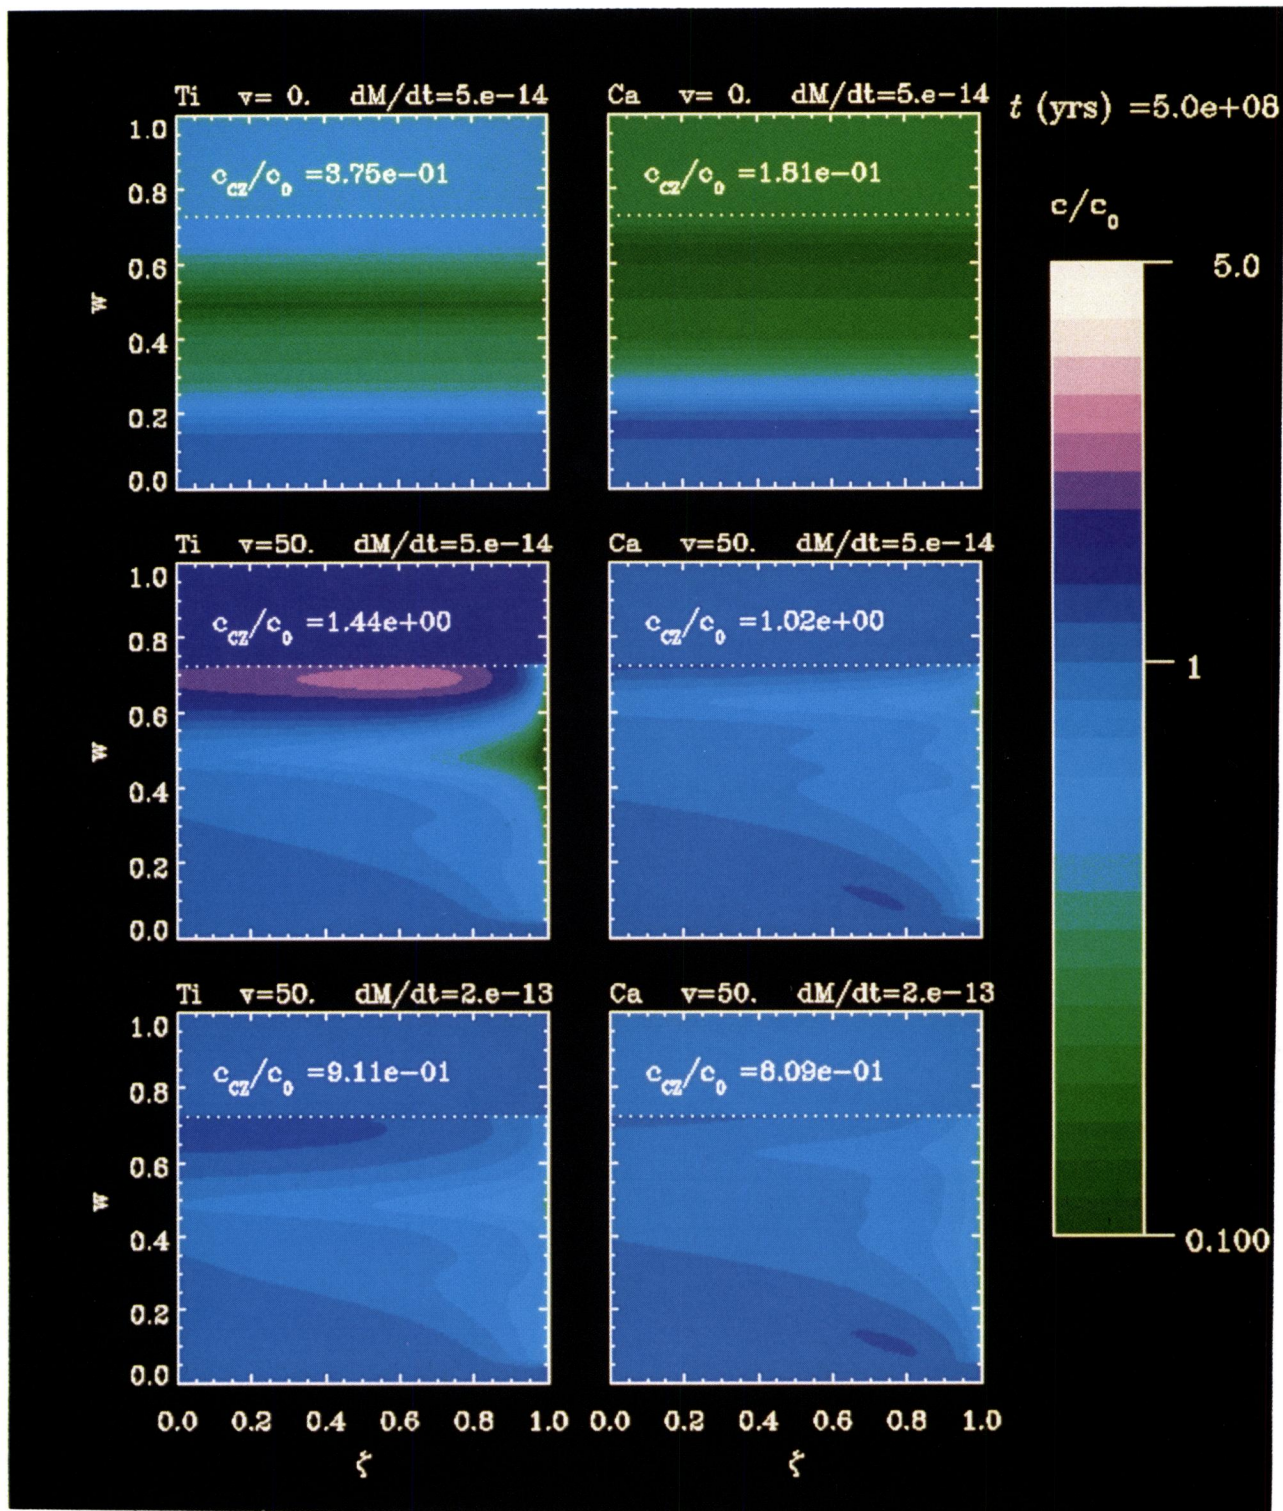 Ti v= 0. dM/dt=5.e-14
Ca v= 0. dM/dt=5.e-14
t (yrs) =5.0e+08
1.0
0.8
0.6
0.4
0.2
0.0
w
c_CZ/c_0 =3.75e-01
c_CZ/c_0 =1.81e-01
c/c_0
5.0
1
0.100
Ti v=50. dM/dt=5.e-14
Ca v=50. dM/dt=5.e-14
1.0
0.8
0.6
0.4
0.2
0.0
w
c_CZ/c_0 =1.44e+00
c_CZ/c_0 =1.02e+00
Ti v=50. dM/dt=2.e-13
Ca v=50. dM/dt=2.e-13
1.0
0.8
0.6
0.4
0.2
0.0
w
c_CZ/c_0 =9.11e-01
c_CZ/c_0 =8.09e-01
0.0 0.2 0.4 0.6 0.8 1.0
0.0 0.2 0.4 0.6 0.8 1.0
ζ
ζ